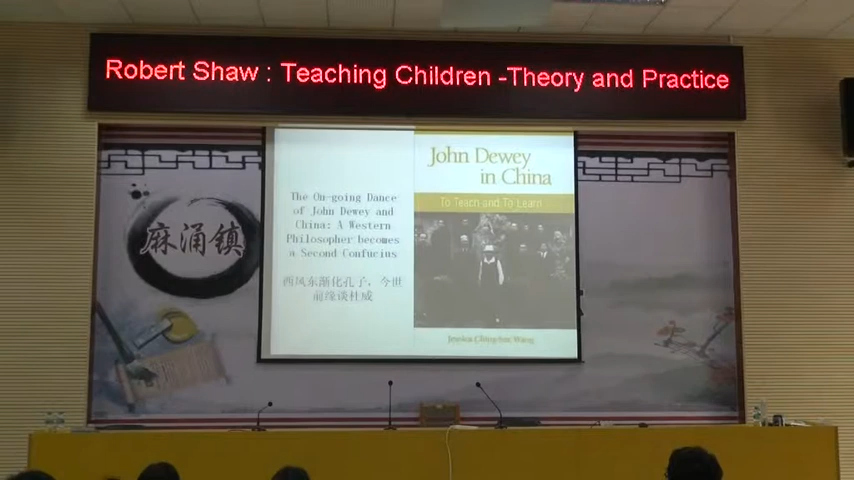 Robert Shaw : Teaching Children -Theory and Practice
麻涌镇
The On-going Dance
of John Dewey and
China: A Western
Philosopher becomes
a Second Confucius
西风东渐化孔子，今世
前缘谈杜威
John Dewey
in China
To Teach and To Learn
Jessica Ching-Sze Wang